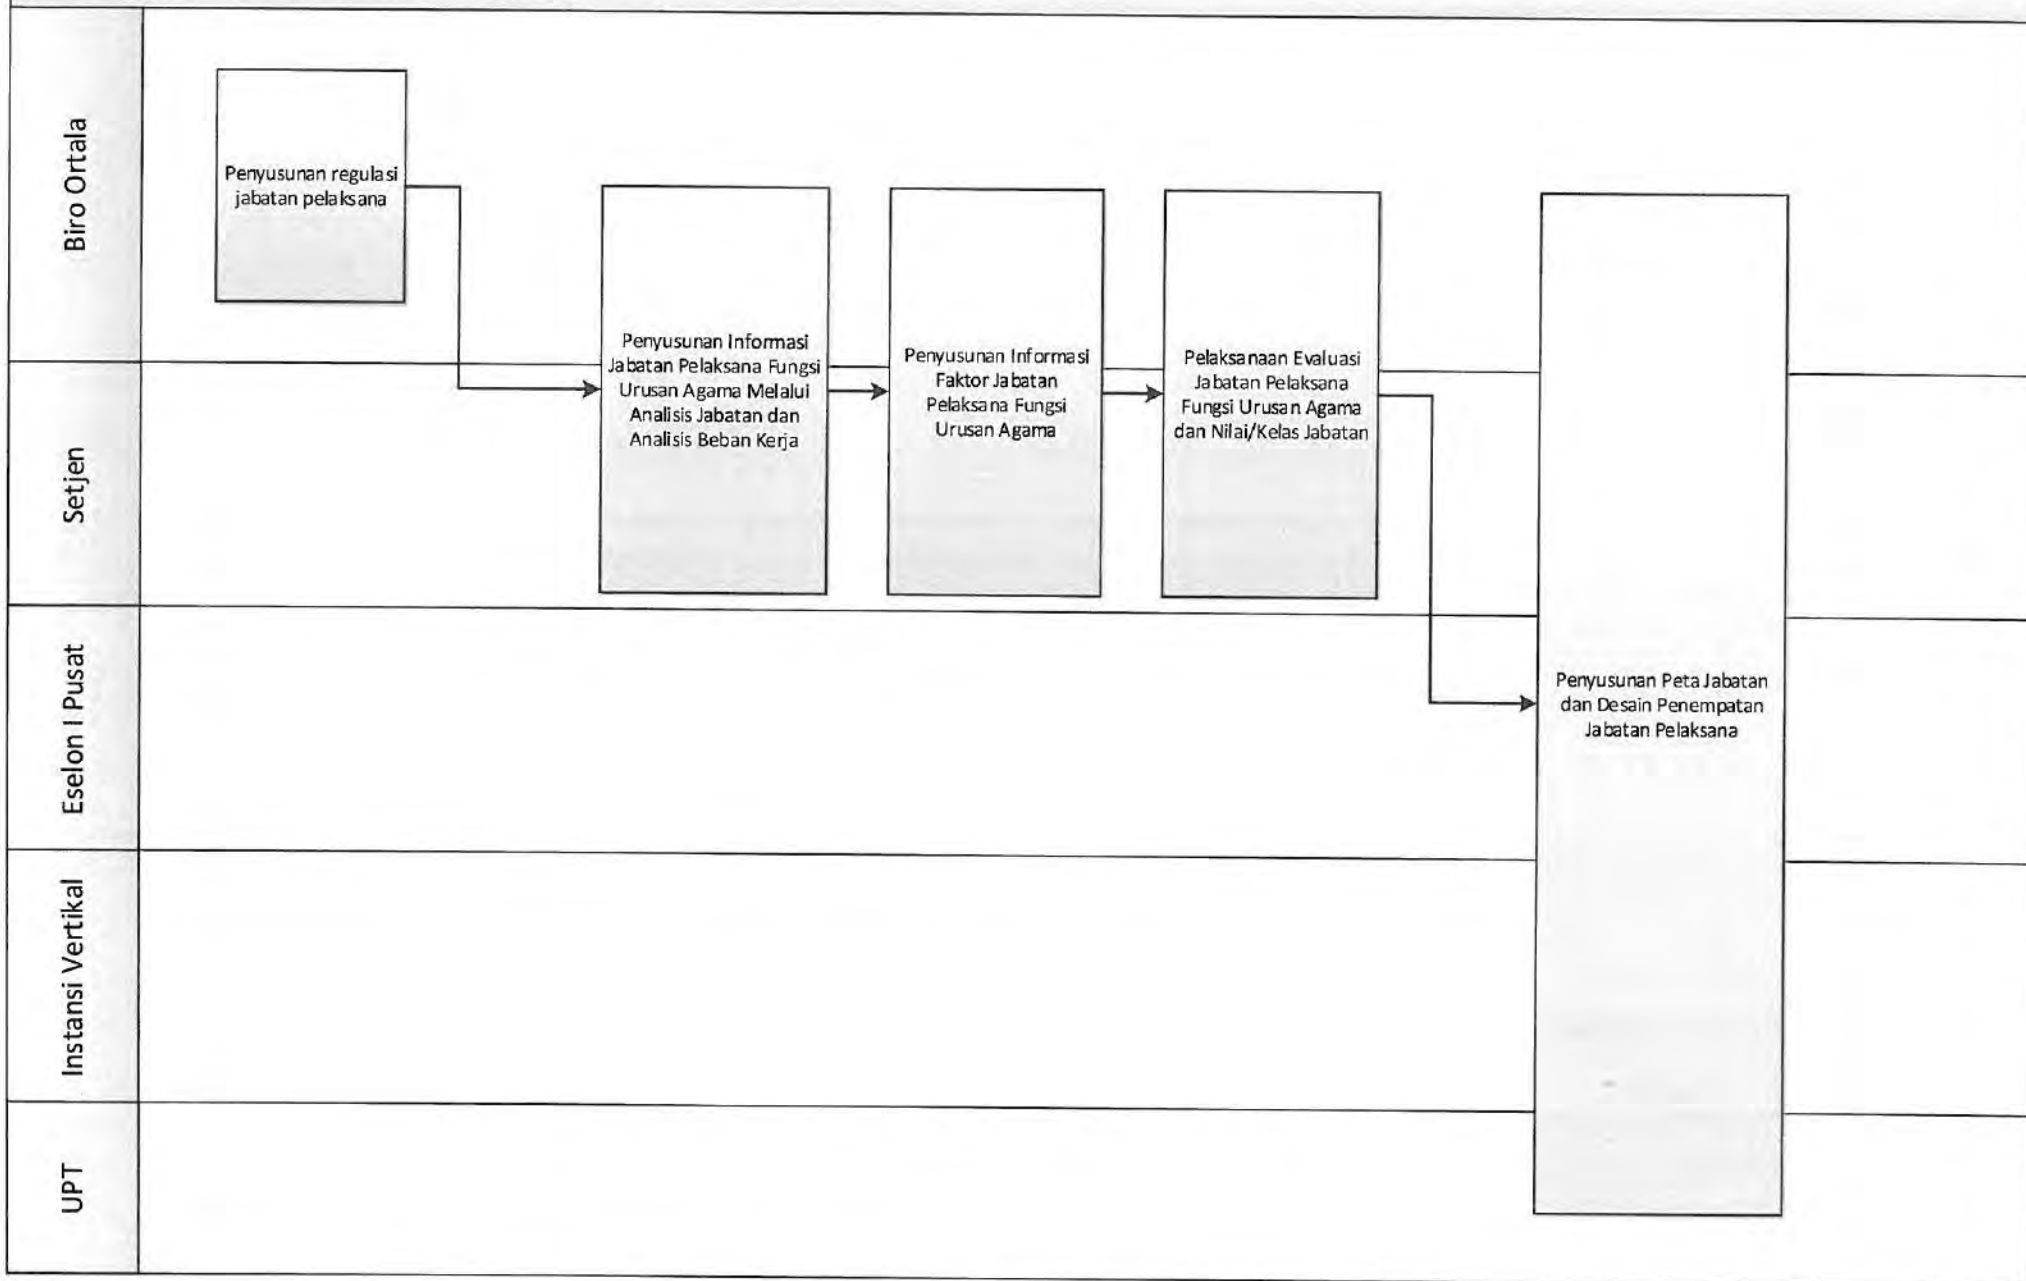 Biro Ortala
Penyusunan regulasi
jabatan pelaksana
Penyusunan Informasi
Jabatan Pelaksana Fungsi
Urusan Agama Melalui
Analisis Jabatan dan
Analisis Beban Kerja
Penyusunan Informasi
Faktor Jabatan
Pelaksana Fungsi
Urusan Agama
Pelaksanaan Evaluasi
Jabatan Pelaksana
Fungsi Urusan Agama
dan Nilai/Kelas Jabatan
Penyusunan Peta Jabatan
dan Desain Penempatan
Jabatan Pelaksana
Setjen
Eselon I Pusat
Instansi Vertikal
UPT